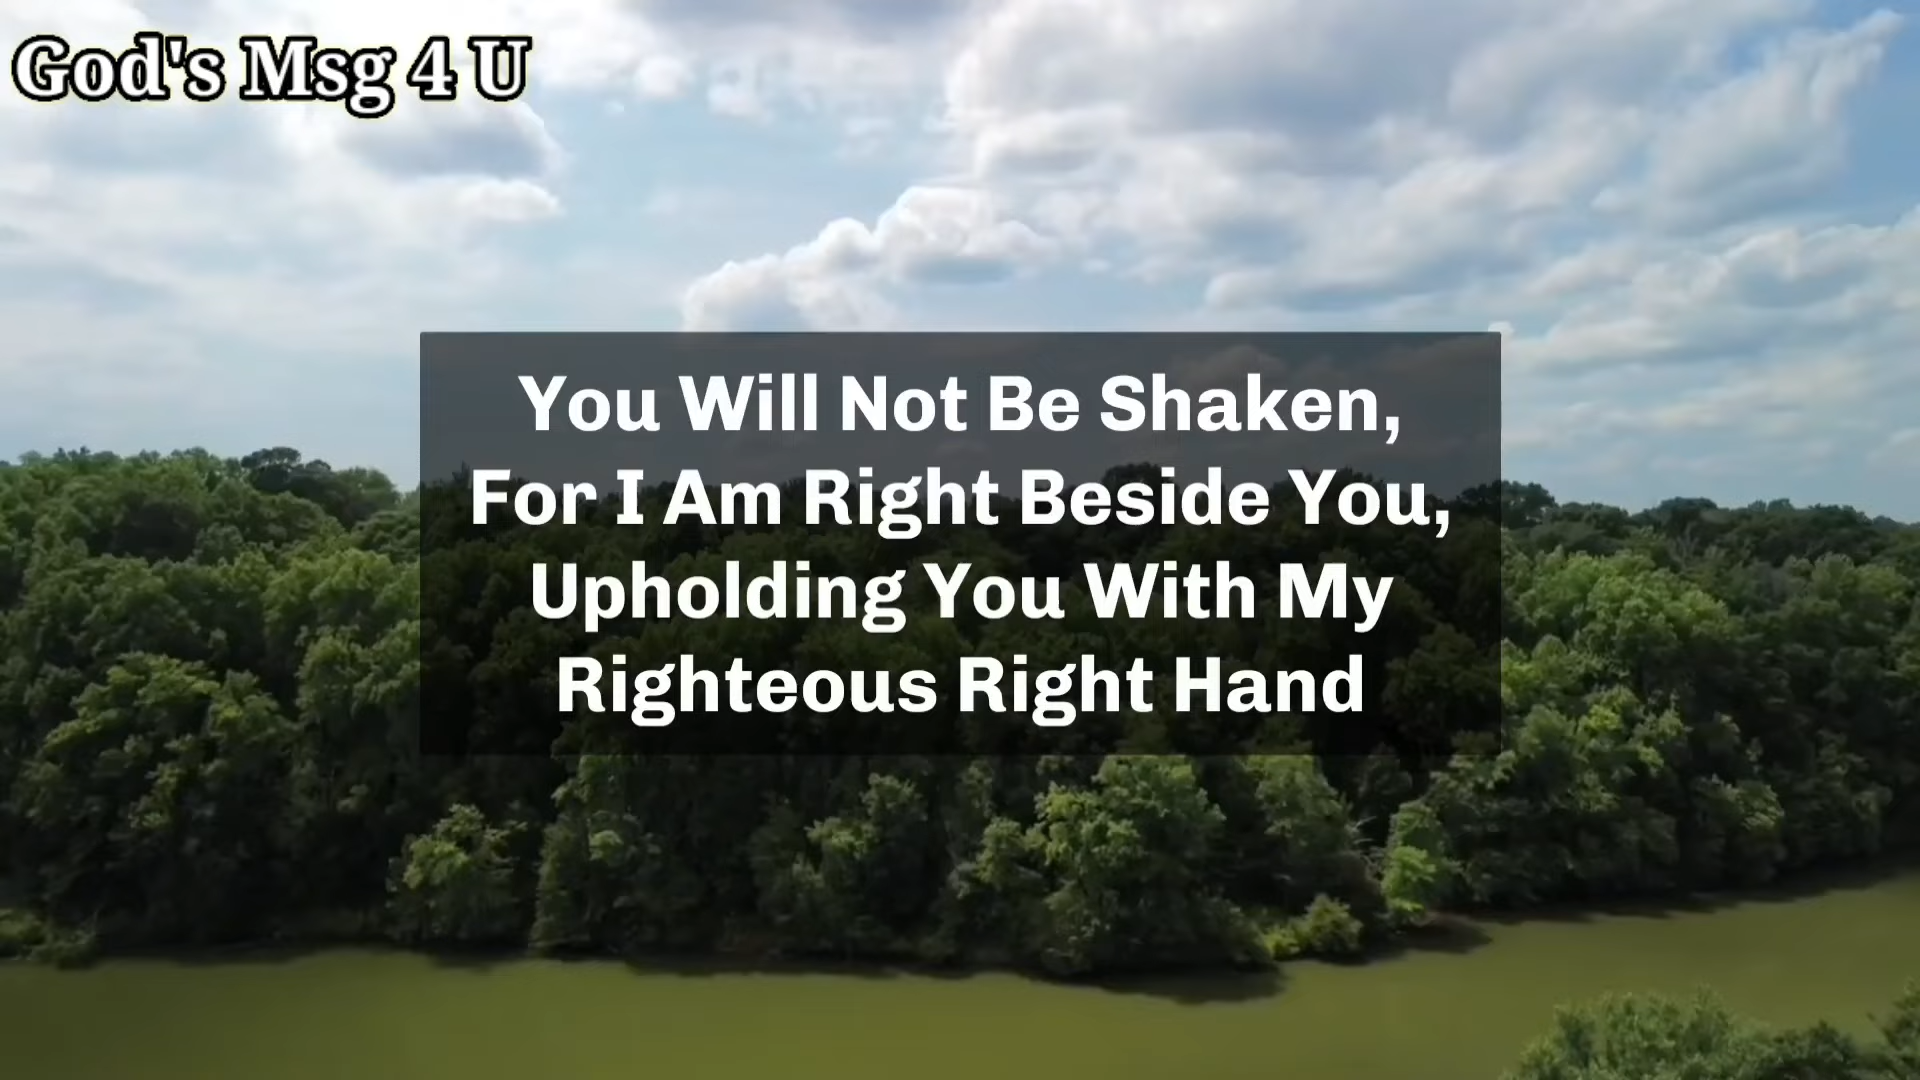 God's Msg 4 U
You Will Not Be Shaken,
For I Am Right Beside You,
Upholding You With My
Righteous Right Hand